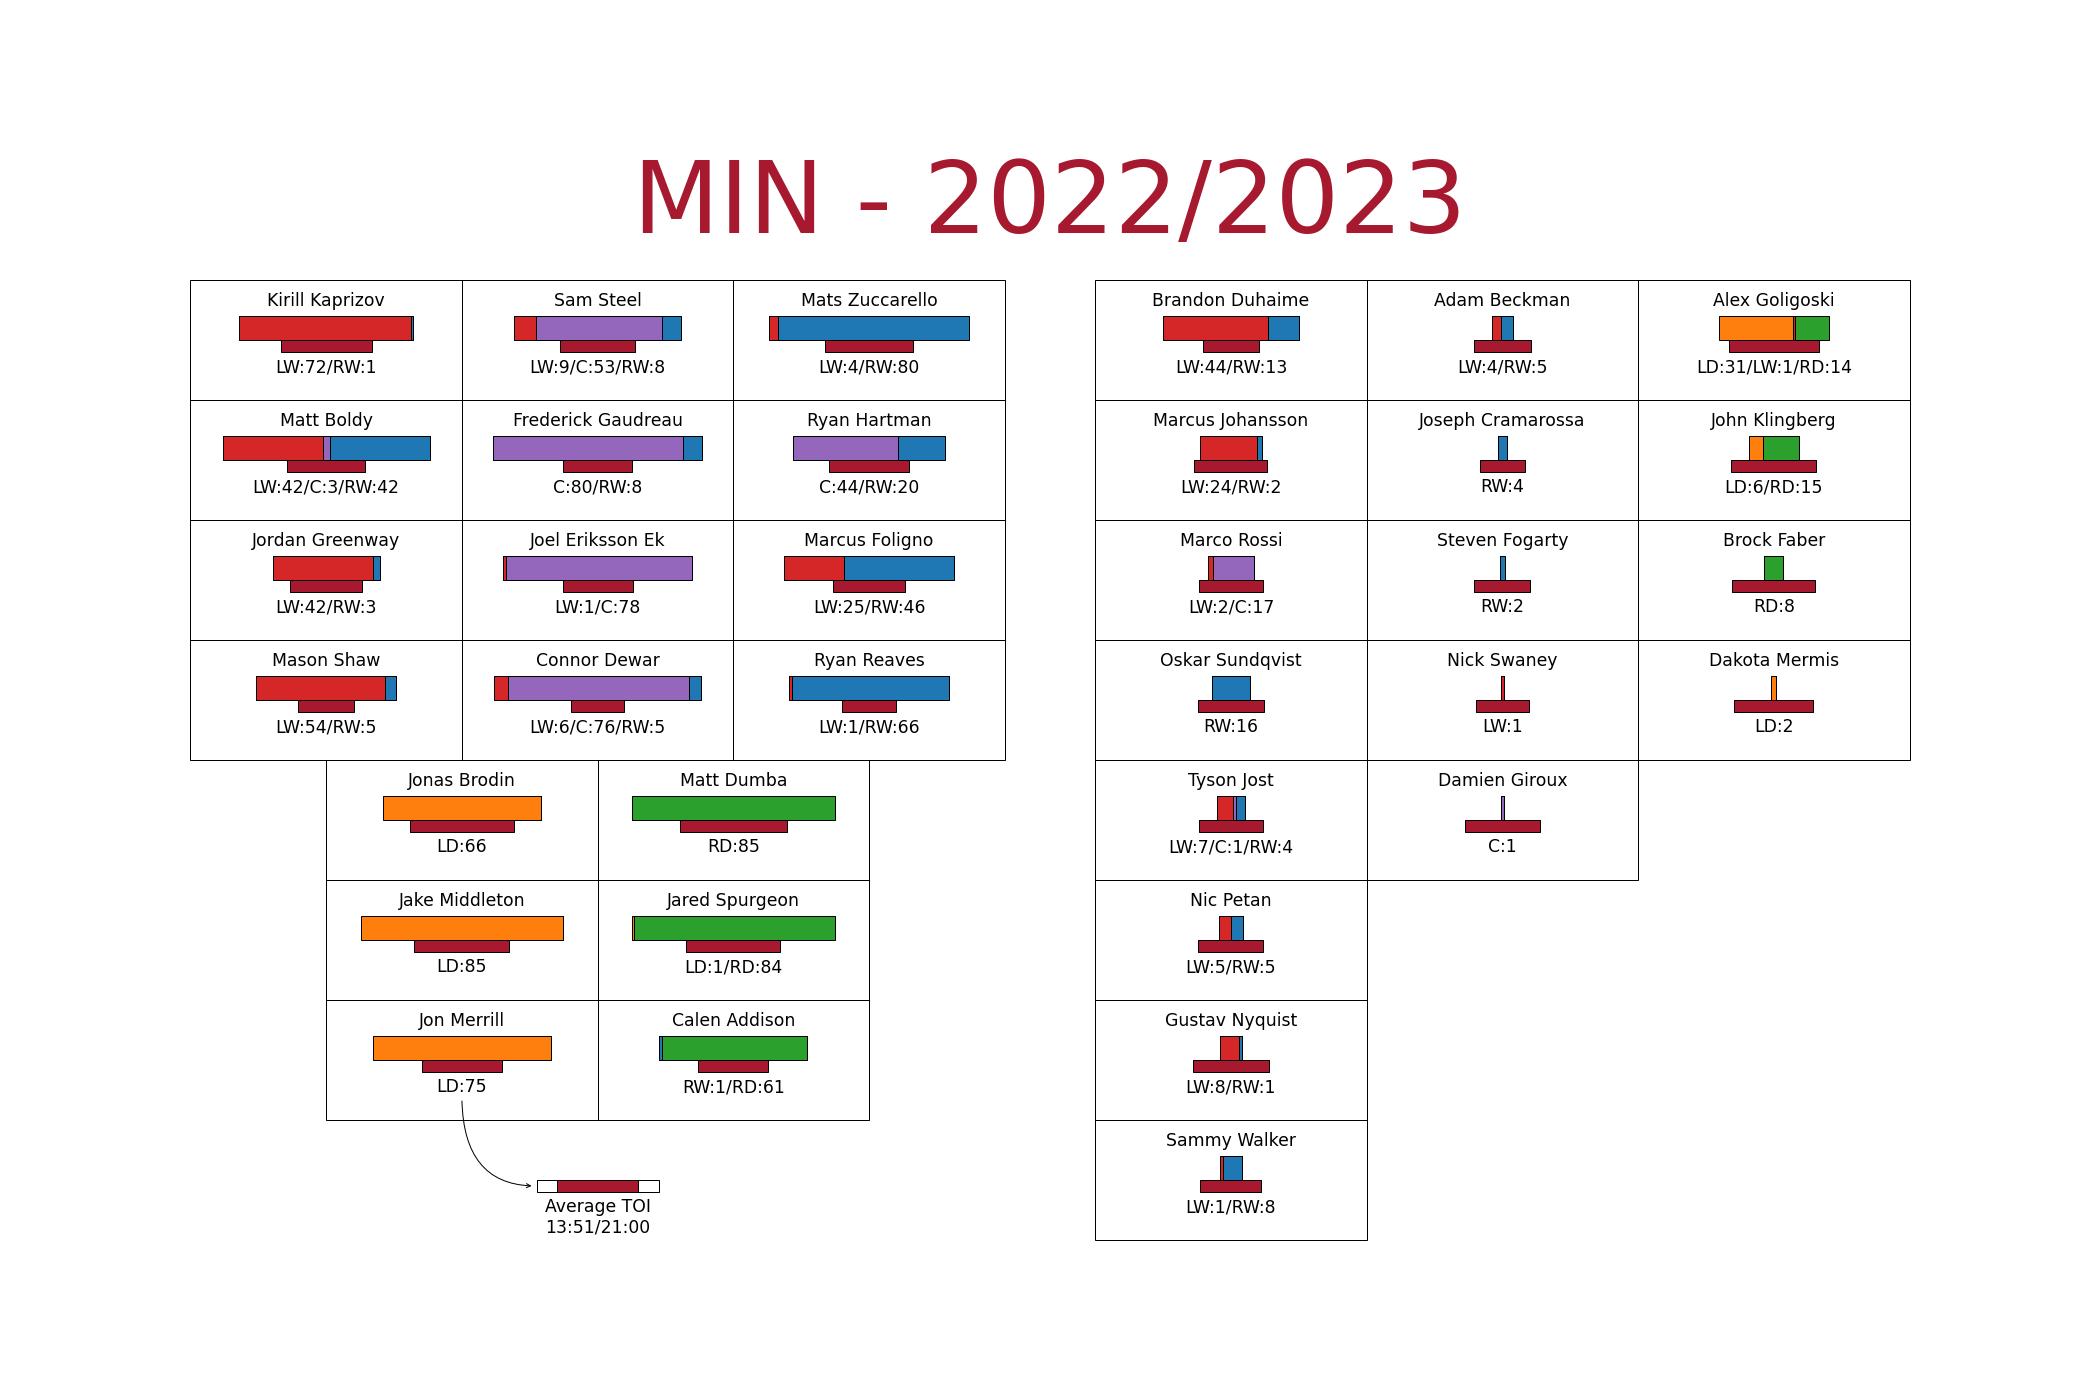 MIN - 2022/2023
Kirill Kaprizov
LW:72/RW:1
Sam Steel
LW:9/C:53/RW:8
Mats Zuccarello
LW:4/RW:80
Matt Boldy
LW:42/C:3/RW:42
Frederick Gaudreau
C:80/RW:8
Ryan Hartman
C:44/RW:20
Jordan Greenway
LW:42/RW:3
Joel Eriksson Ek
LW:1/C:78
Marcus Foligno
LW:25/RW:46
Mason Shaw
LW:54/RW:5
Connor Dewar
LW:6/C:76/RW:5
Ryan Reaves
LW:1/RW:66
Jonas Brodin
LD:66
Matt Dumba
RD:85
Jake Middleton
LD:85
Jared Spurgeon
LD:1/RD:84
Jon Merrill
LD:75
Calen Addison
RW:1/RD:61
Average TOI
13:51/21:00
Brandon Duhaime
LW:44/RW:13
Adam Beckman
LW:4/RW:5
Alex Goligoski
LD:31/LW:1/RD:14
Marcus Johansson
LW:24/RW:2
Joseph Cramarossa
RW:4
John Klingberg
LD:6/RD:15
Marco Rossi
LW:2/C:17
Steven Fogarty
RW:2
Brock Faber
RD:8
Oskar Sundqvist
RW:16
Nick Swaney
LW:1
Dakota Mermis
LD:2
Tyson Jost
LW:7/C:1/RW:4
Damien Giroux
C:1
Nic Petan
LW:5/RW:5
Gustav Nyquist
LW:8/RW:1
Sammy Walker
LW:1/RW:8